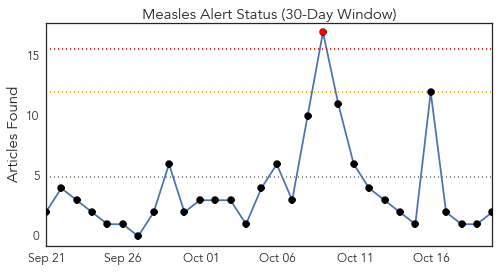 Measles Alert Status (30-Day Window)
Articles Found
15
10
5
0
Sep 21 Sep 26 Oct 01 Oct 06 Oct 11 Oct 16